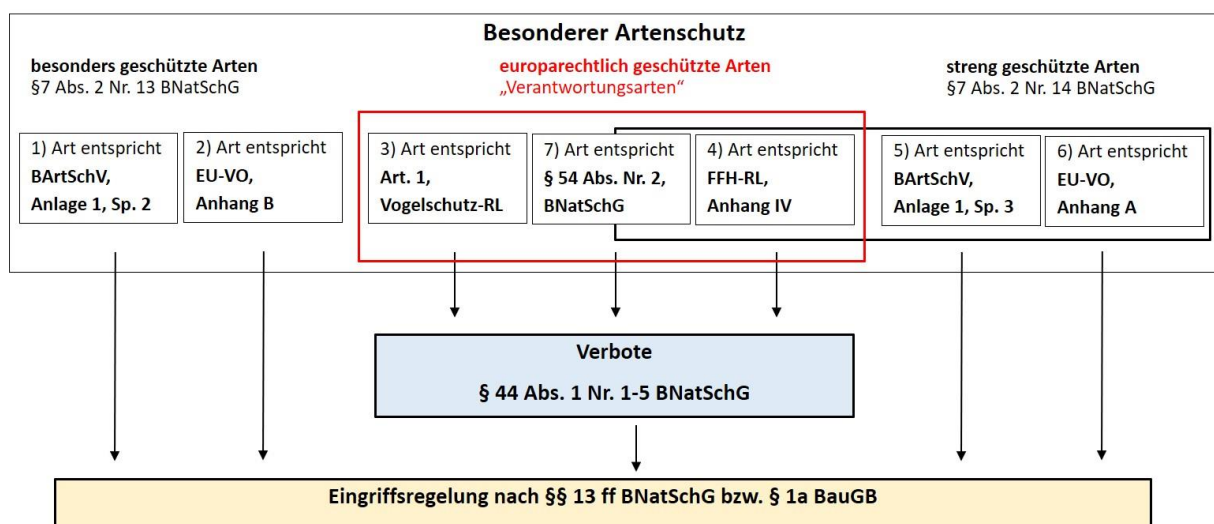 Besonderer Artenschutz
besonders geschützte Arten
§7 Abs. 2 Nr. 13 BNatSchG
europarechtlich geschützte Arten
„Verantwortungsarten“
streng geschützte Arten
§7 Abs. 2 Nr. 14 BNatSchG
1) Art entspricht
BArtSchV,
Anlage 1, Sp. 2
2) Art entspricht
EU-VO,
Anhang B
3) Art entspricht
Art. 1,
Vogelschutz-RL
7) Art entspricht
§ 54 Abs. Nr. 2,
BNatSchG
4) Art entspricht
FFH-RL,
Anhang IV
5) Art entspricht
BArtSchV,
Anlage 1, Sp. 3
6) Art entspricht
EU-VO,
Anhang A
Verbote
§ 44 Abs. 1 Nr. 1-5 BNatSchG
Eingriffsregelung nach §§ 13 ff BNatSchG bzw. § 1a BauGB